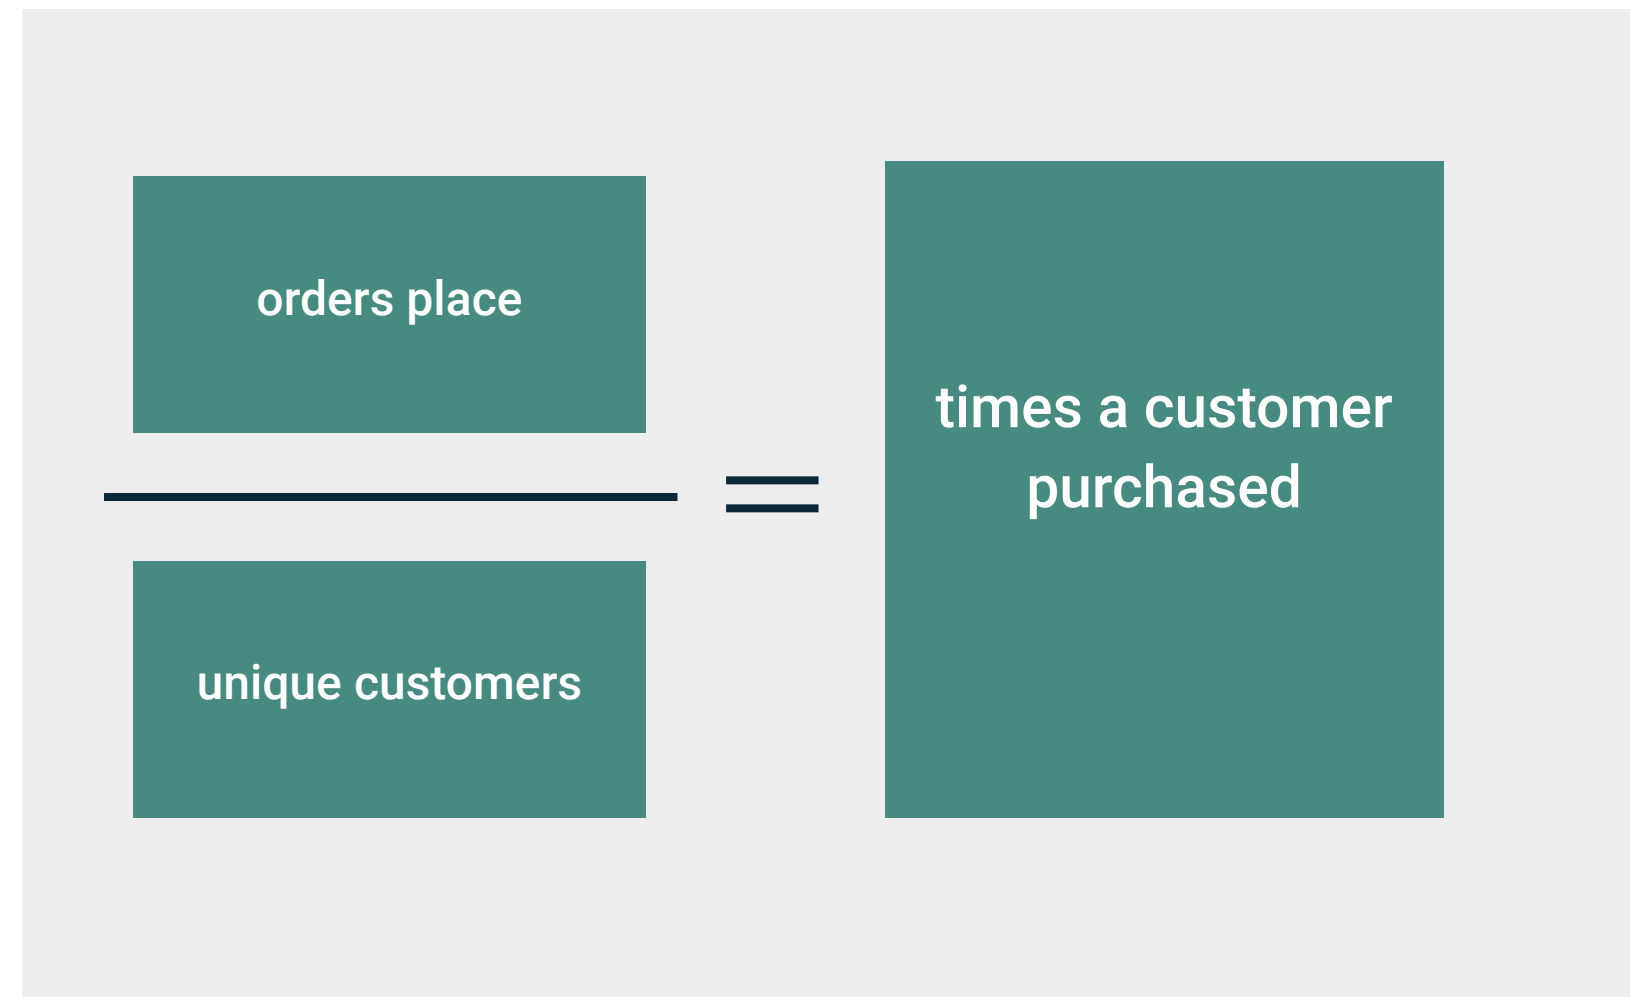 orders place
unique customers
times a customer
purchased